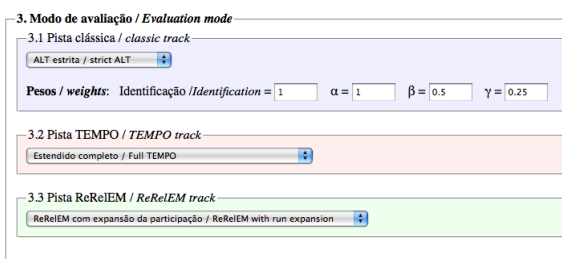 3. Modo de avaliação / Evaluation mode
3.1 Pista clássica / classic track
ALT estrita / strict ALT
Pesos / weights: Identificação /Identification = 1 α = 1 β = 0.5 γ = 0.25
3.2 Pista TEMPO / TEMPO track
Estendido completo / Full TEMPO
3.3 Pista ReRelEM / ReRelEM track
ReRelEM com expansão da participação / ReRelEM with run expansion